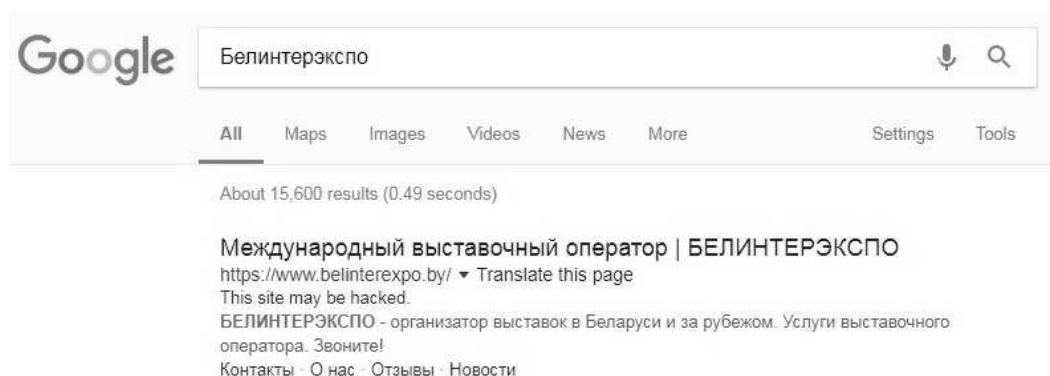 Google
Белинтерэкспо
All Maps Images Videos News More Settings Tools
About 15,600 results (0.49 seconds)
Международный выставочный оператор | БЕЛИНТЕРЭКСПО
https://www.belinterexpo.by/ ▾ Translate this page
This site may be hacked.
БЕЛИНТЕРЭКСПО - организатор выставок в Беларуси и за рубежом. Услуги выставочного
оператора. Звоните!
Контакты · О нас · Отзывы · Новости